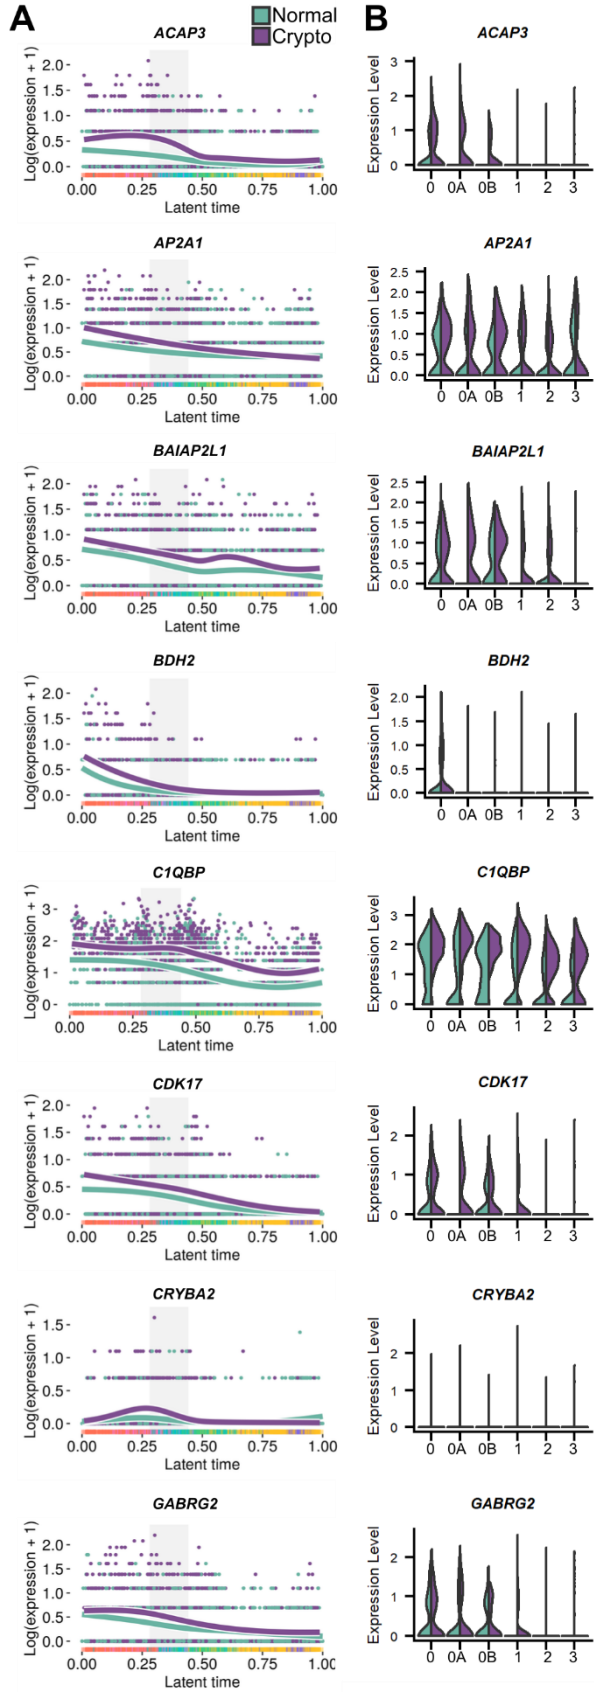 A
Normal
Crypto
B
ACAP3
Log(expression + 1)
2.0
1.5
1.0
0.5
0.0
0.00 0.25 0.50 0.75 1.00
Latent time
ACAP3
Expression Level
3
2
1
0
0 0A 0B 1 2 3
AP2A1
Log(expression + 1)
2.0
1.5
1.0
0.5
0.0
0.00 0.25 0.50 0.75 1.00
Latent time
AP2A1
Expression Level
2.5
2.0
1.5
1.0
0.5
0.0
0 0A 0B 1 2 3
BAIAP2L1
Log(expression + 1)
2.0
1.5
1.0
0.5
0.0
0.00 0.25 0.50 0.75 1.00
Latent time
BAIAP2L1
Expression Level
2.5
2.0
1.5
1.0
0.5
0.0
0 0A 0B 1 2 3
BDH2
Log(expression + 1)
2.0
1.5
1.0
0.5
0.0
0.00 0.25 0.50 0.75 1.00
Latent time
BDH2
Expression Level
2.0
1.5
1.0
0.5
0.0
0 0A 0B 1 2 3
C1QBP
Log(expression + 1)
3
2
1
0
0.00 0.25 0.50 0.75 1.00
Latent time
C1QBP
Expression Level
3
2
1
0
0 0A 0B 1 2 3
CDK17
Log(expression + 1)
2.0
1.5
1.0
0.5
0.0
0.00 0.25 0.50 0.75 1.00
Latent time
CDK17
Expression Level
2
1
0
0 0A 0B 1 2 3
CRYBA2
Log(expression + 1)
1.5
1.0
0.5
0.0
0.00 0.25 0.50 0.75 1.00
Latent time
CRYBA2
Expression Level
2
1
0
0 0A 0B 1 2 3
GABRG2
Log(expression + 1)
2.0
1.5
1.0
0.5
0.0
0.00 0.25 0.50 0.75 1.00
Latent time
GABRG2
Expression Level
2
1
0
0 0A 0B 1 2 3